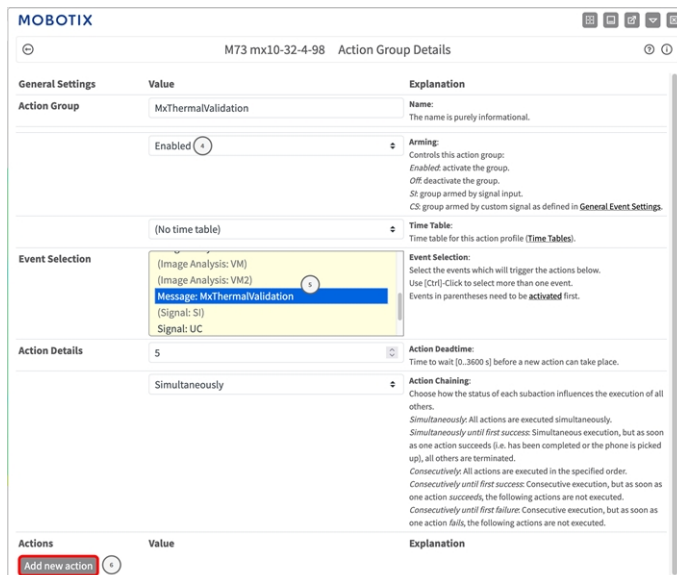 MOBOTIX
M73 mx10-32-4-98 Action Group Details
General Settings Value Explanation
Action Group MxThermalValidation Name:
The name is purely informational.
Enabled 4 Arming:
Controls this action group:
Enabled: activate the group.
Off: deactivate the group.
SI: group armed by signal input.
CS: group armed by custom signal as defined in General Event Settings.
(No time table) Time Table:
Time table for this action profile (Time Tables).
Event Selection Event Selection:
(Image Analysis: VM) Select the events which will trigger the actions below.
(Image Analysis: VM2) 5 Use [Ctrl]-Click to select more than one event.
Message: MxThermalValidation Events in parentheses need to be activated first.
(Signal: SI)
Signal: UC
Action Details 5 Action Deadtime:
Time to wait [0..3600 s] before a new action can take place.
Simultaneously Action Chaining:
Choose how the status of each subaction influences the execution of all
others.
Simultaneously: All actions are executed simultaneously.
Simultaneously until first success: Simultaneous execution, but as soon
as one action succeeds (i.e. has been completed or the phone is picked
up), all others are terminated.
Consecutively: All actions are executed in the specified order.
Consecutively until first success: Consecutive execution, but as soon as
one action succeeds, the following actions are not executed.
Consecutively until first failure: Consecutive execution, but as soon as
one action fails, the following actions are not executed.
Actions Value Explanation
Add new action 6